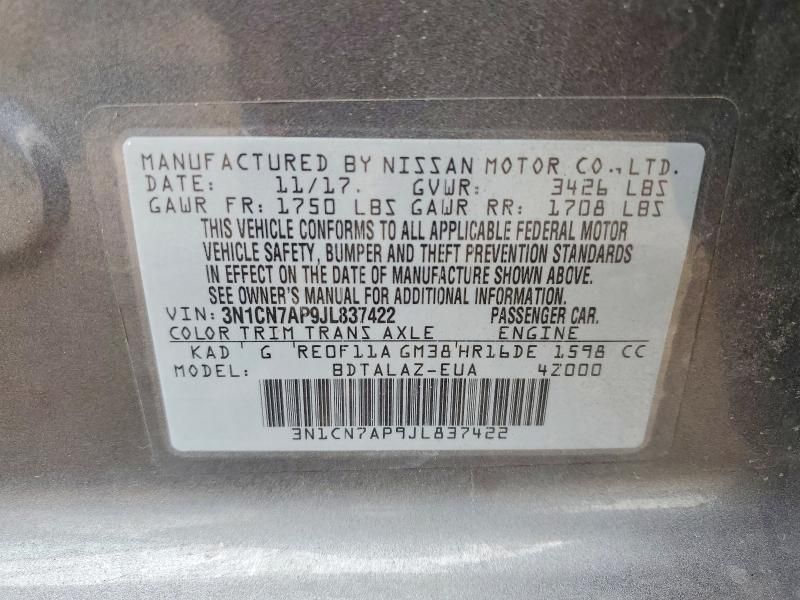 MANUFACTURED BY NISSAN MOTOR CO.,LTD.
DATE: 11/17. GVWR: 3426 LBS
GAWR FR: 1750 LBS GAWR RR: 1708 LBS
THIS VEHICLE CONFORMS TO ALL APPLICABLE FEDERAL MOTOR
VEHICLE SAFETY, BUMPER AND THEFT PREVENTION STANDARDS
IN EFFECT ON THE DATE OF MANUFACTURE SHOWN ABOVE.
SEE OWNER'S MANUAL FOR ADDITIONAL INFORMATION.
VIN: 3N1CN7AP9JL837422 PASSENGER CAR.
COLOR TRIM TRANS AXLE ENGINE
KAD G RE0F11A GM38 HR16DE 1598 CC
MODEL: BDTALAZ-EUA 4Z000
3N1CN7AP9JL837422